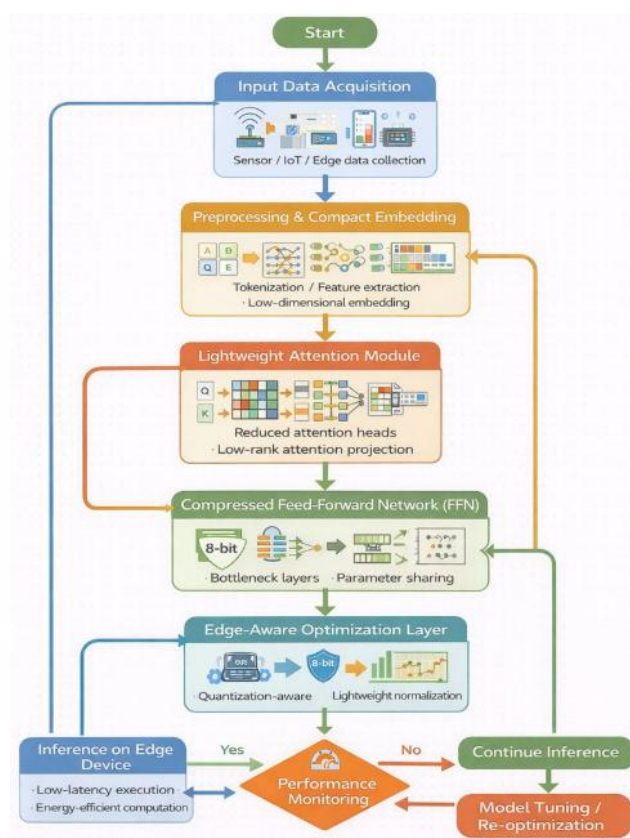 Start
Input Data Acquisition
Sensor / IoT / Edge data collection
Preprocessing & Compact Embedding
A D
Q E
Tokenization / Feature extraction
· Low-dimensional embedding
Lightweight Attention Module
Q
K
Reduced attention heads
· Low-rank attention projection
Compressed Feed-Forward Network (FFN)
8-bit
· Bottleneck layers · Parameter sharing
Edge-Aware Optimization Layer
8-bit
Quantization-aware Lightweight normalization
Inference on Edge Device
· Low-latency execution
· Energy-efficient computation
Yes
Performance Monitoring
No
Continue Inference
Model Tuning / Re-optimization